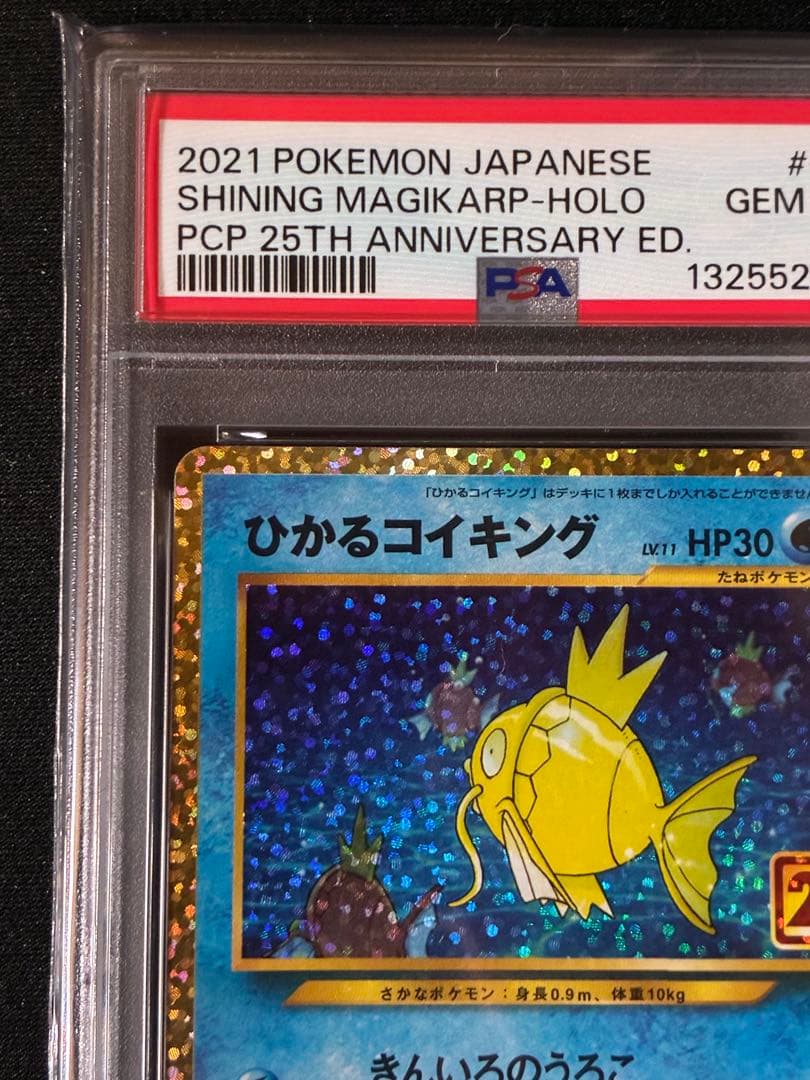 2021 POKEMON JAPANESE #
SHINING MAGIKARP-HOLO GEM
PCP 25TH ANNIVERSARY ED.
PSA 132552
「ひかるコイキング」はデッキに1枚までしか入れることができませ
ひかるコイキング LV.11 HP30
たねポケモン
2
さかなポケモン：身長0.9m、体重10kg
きんいろのうろこ